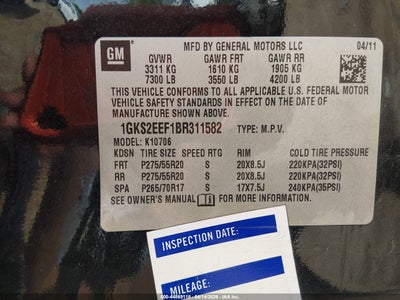 GM
MFD BY GENERAL MOTORS LLC 04/11
GVWR GAWR FRT GAWR RR
3311 KG 1610 KG 1905 KG
7300 LB 3550 LB 4200 LB
THIS VEHICLE CONFORMS TO ALL APPLICABLE
U.S. FEDERAL MOTOR
VEHICLE SAFETY STANDARDS IN EFFECT ON THE DATE OF
MANUFACTURE SHOWN ABOVE.
1GKS2EEF1BR311582 TYPE: M.P.V.
MODEL: K10706
KDSN TIRE SIZE SPEED RTG RIM COLD TIRE PRESSURE
FRT P275/55R20 S 20X8.5J 220KPA(32PSI)
RR P275/55R20 S 20X8.5J 220KPA(32PSI)
SPA P265/70R17 S 17X7.5J 240KPA(35PSI)
SEE OWNER'S MANUAL FOR MORE INFORMATION
INSPECTION DATE:
MILEAGE: